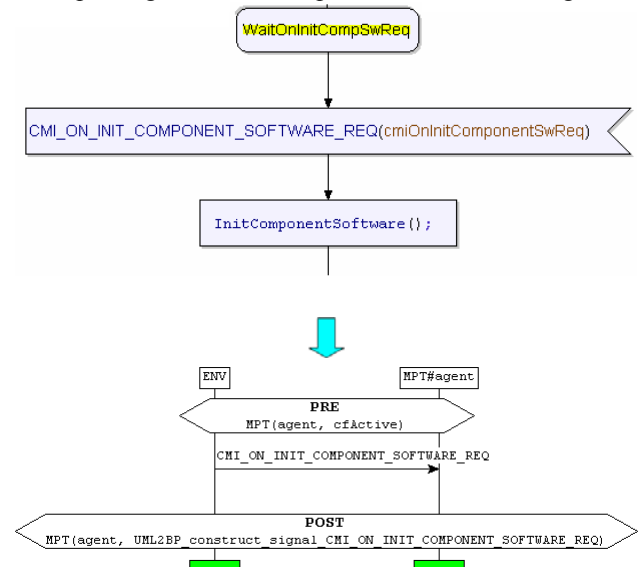 WaitOnInitCompSwReq
CMI_ON_INIT_COMPONENT_SOFTWARE_REQ(cmiOnInitComponentSwReq)
InitComponentSoftware();
ENV
MPT#agent
PRE
MPT(agent, cfActive)
CMI_ON_INIT_COMPONENT_SOFTWARE_REQ
POST
MPT(agent, UML2BP_construct_signal_CMI_ON_INIT_COMPONENT_SOFTWARE_REQ)